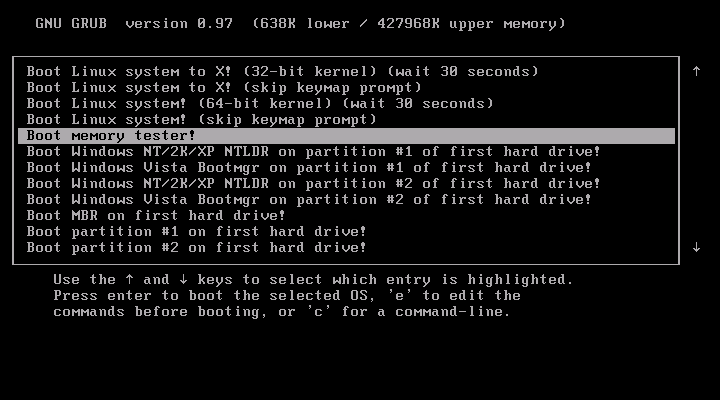 GNU GRUB  version 0.97  (638K lower / 427968K upper memory)
Boot Linux system to X! (32-bit kernel) (wait 30 seconds)
Boot Linux system to X! (skip keymap prompt)
Boot Linux system! (64-bit kernel) (wait 30 seconds)
Boot Linux system! (skip keymap prompt)
Boot memory tester!
Boot Windows NT/2K/XP NTLDR on partition #1 of first hard drive!
Boot Windows Vista Bootmgr on partition #1 of first hard drive!
Boot Windows NT/2K/XP NTLDR on partition #2 of first hard drive!
Boot Windows Vista Bootmgr on partition #2 of first hard drive!
Boot MBR on first hard drive!
Boot partition #1 on first hard drive!
Boot partition #2 on first hard drive!
Use the ↑ and ↓ keys to select which entry is highlighted.
Press enter to boot the selected OS, 'e' to edit the
commands before booting, or 'c' for a command-line.